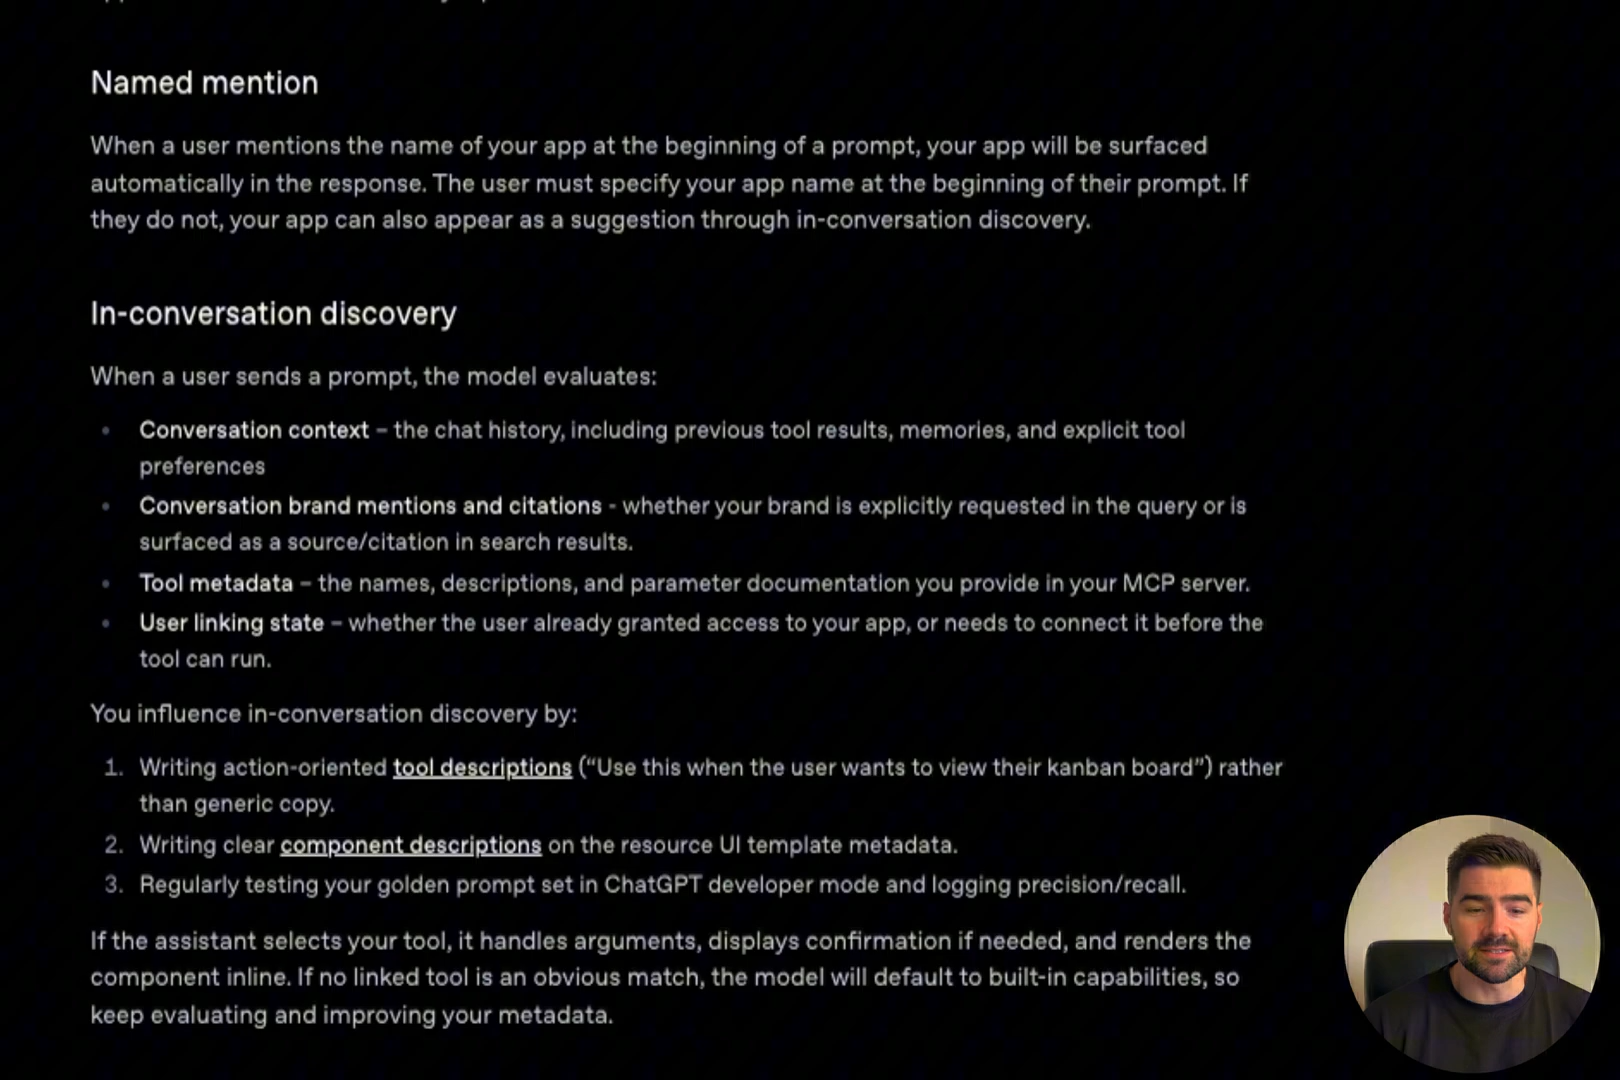 Named mention
When a user mentions the name of your app at the beginning of a prompt, your app will be surfaced
automatically in the response. The user must specify your app name at the beginning of their prompt. If
they do not, your app can also appear as a suggestion through in-conversation discovery.
In-conversation discovery
When a user sends a prompt, the model evaluates:
• Conversation context – the chat history, including previous tool results, memories, and explicit tool
preferences
• Conversation brand mentions and citations - whether your brand is explicitly requested in the query or is
surfaced as a source/citation in search results.
• Tool metadata – the names, descriptions, and parameter documentation you provide in your MCP server.
• User linking state – whether the user already granted access to your app, or needs to connect it before the
tool can run.
You influence in-conversation discovery by:
1. Writing action-oriented tool descriptions (“Use this when the user wants to view their kanban board”) rather
than generic copy.
2. Writing clear component descriptions on the resource UI template metadata.
3. Regularly testing your golden prompt set in ChatGPT developer mode and logging precision/recall.
If the assistant selects your tool, it handles arguments, displays confirmation if needed, and renders the
component inline. If no linked tool is an obvious match, the model will default to built-in capabilities, so
keep evaluating and improving your metadata.